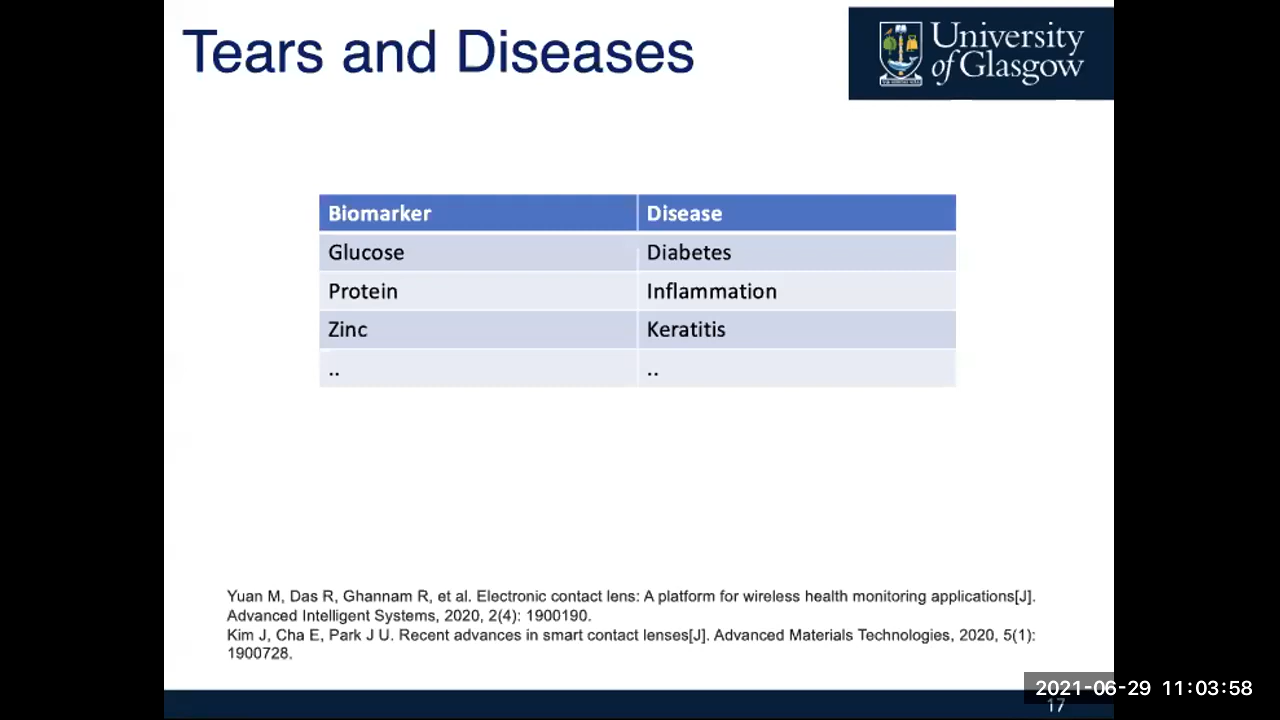 Tears and Diseases
University
of Glasgow
Biomarker Disease
Glucose Diabetes
Protein Inflammation
Zinc Keratitis
.. ..
Yuan M, Das R, Ghannam R, et al. Electronic contact lens: A platform for wireless health monitoring applications[J].
Advanced Intelligent Systems, 2020, 2(4): 1900190.
Kim J, Cha E, Park J U. Recent advances in smart contact lenses[J]. Advanced Materials Technologies, 2020, 5(1):
1900728.
2021-06-29 11:03:58
17